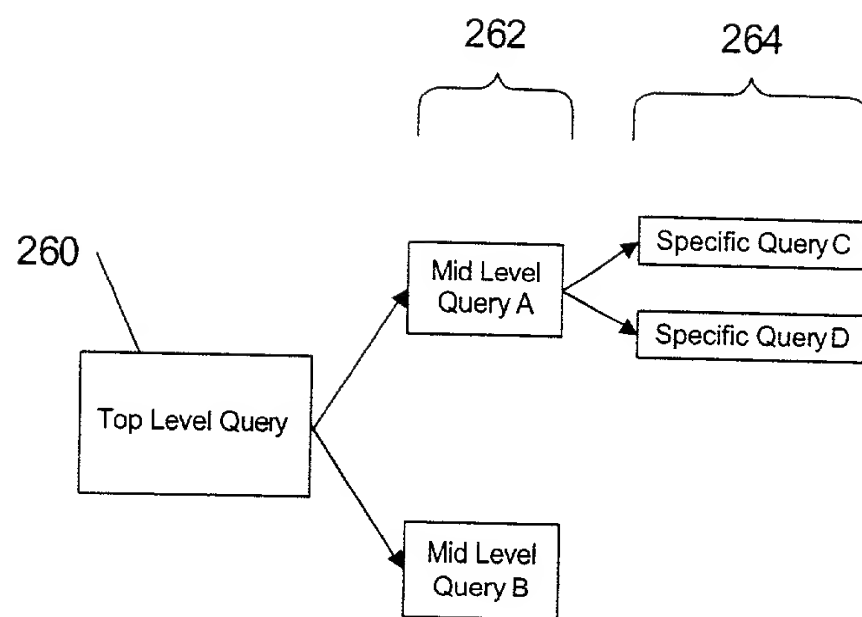 262
264
260
Specific Query C
Mid Level
Query A
Specific Query D
Top Level Query
Mid Level
Query B